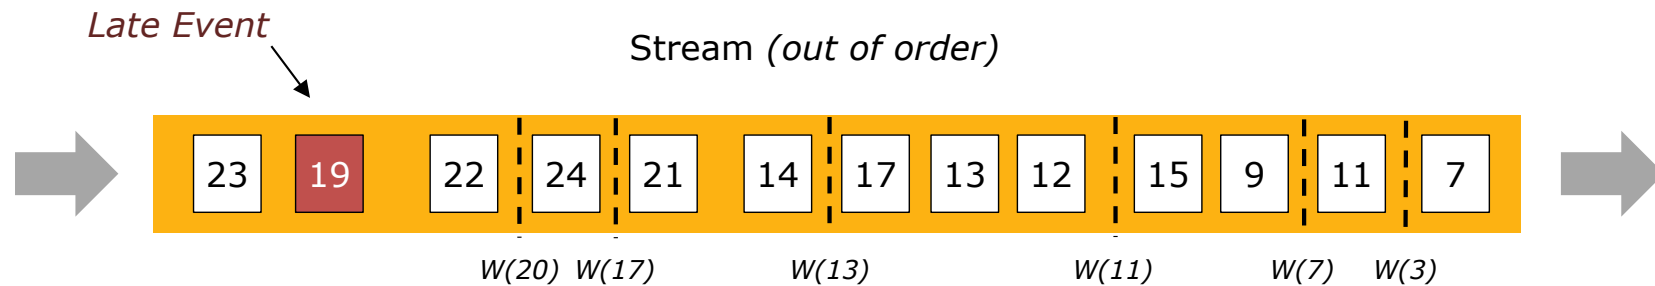 Late Event
Stream (out of order)
23 19 22 24 21 14 17 13 12 15 9 11 7
W(20) W(17) W(13) W(11) W(7) W(3)